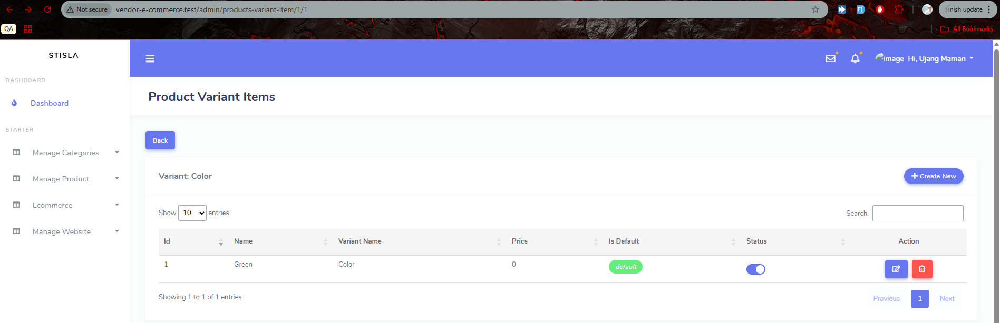 Not secure vendor-e-commerce.test/admin/products-variant-item/1/1 Finish update
QA All Bookmarks
STISLA
image Hi, Ujang Maman
DASHBOARD
Dashboard
STARTER
Manage Categories
Manage Product
Ecommerce
Manage Website
Product Variant Items
Back
Variant: Color + Create New
Show 10 entries Search:
Id Name Variant Name Price Is Default Status Action
1 Green Color 0 default
Showing 1 to 1 of 1 entries Previous 1 Next